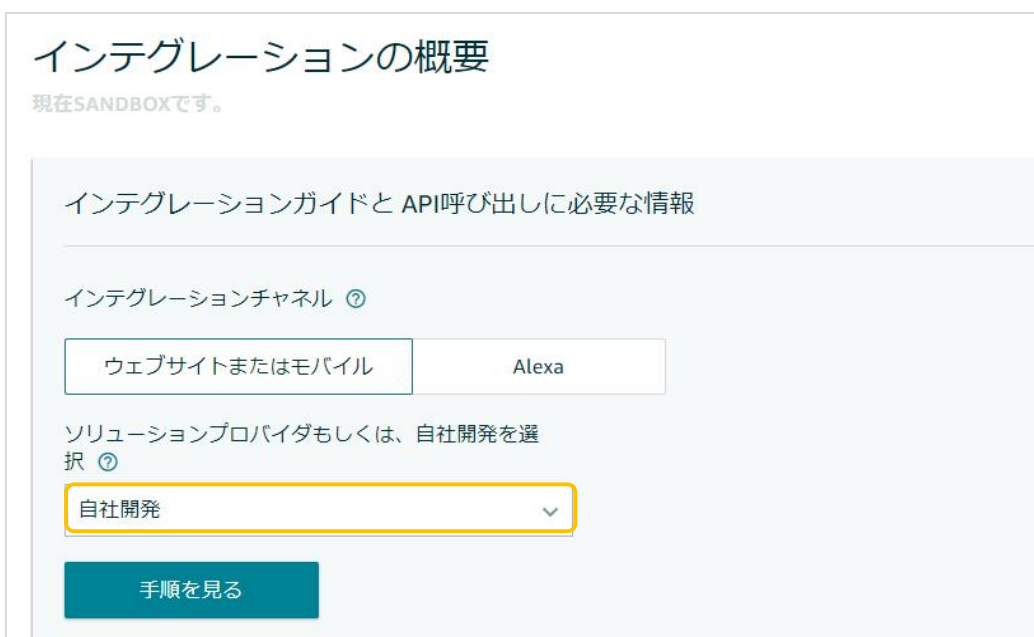 インテグレーションの概要
現在SANDBOXです。
インテグレーションガイドと API呼び出しに必要な情報
インテグレーションチャネル ?
ウェブサイトまたはモバイル
Alexa
ソリューションプロバイダもしくは、自社開発を選
択 ?
自社開発
手順を見る